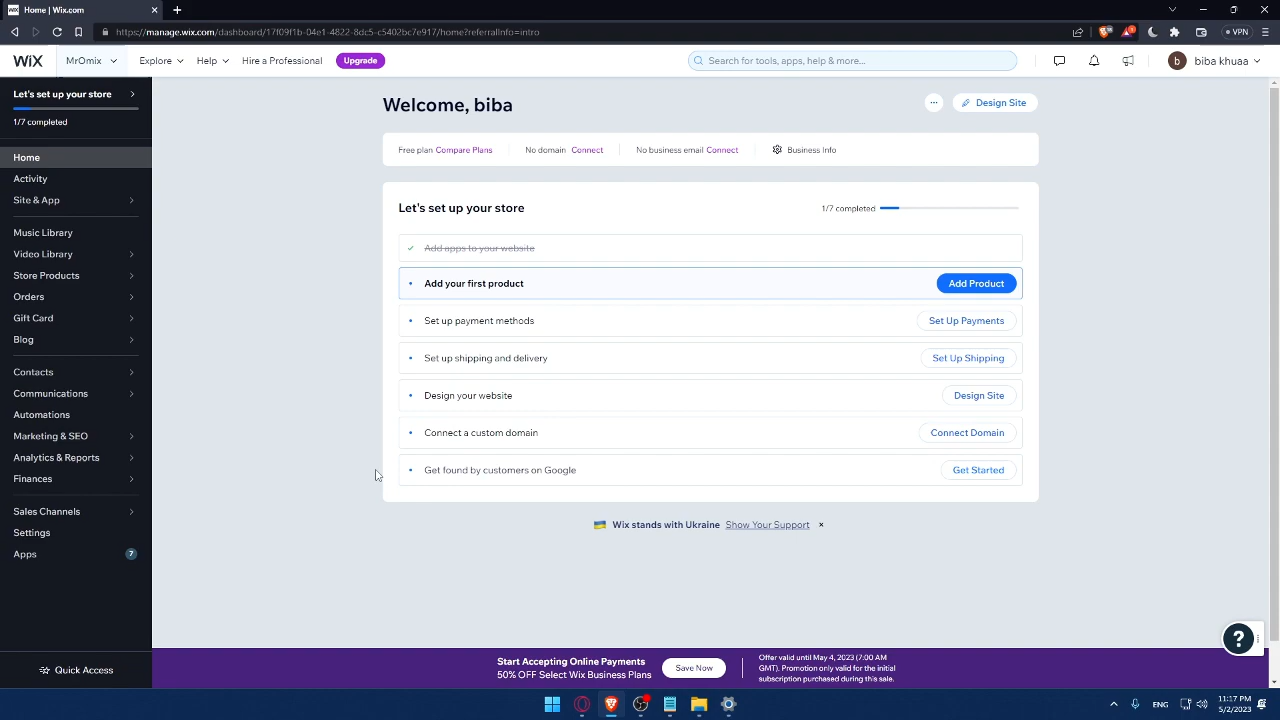 Home | Wix.com
https://manage.wix.com/dashboard/17f09f1b-04e1-4822-8dc5-c5402bc7e917/home?referralInfo=intro
VPN
WiX
MrOmix
Explore
Help
Hire a Professional
Upgrade
Search for tools, apps, help & more...
b
biba khuaa
Let's set up your store
1/7 completed
Home
Activity
Site & App
Music Library
Video Library
Store Products
Orders
Gift Card
Blog
Contacts
Communications
Automations
Marketing & SEO
Analytics & Reports
Finances
Sales Channels
Settings
Apps
7
Quick Access
Welcome, biba
Design Site
Free plan Compare Plans
No domain Connect
No business email Connect
Business Info
Let's set up your store
1/7 completed
Add apps to your website
Add your first product
Add Product
Set up payment methods
Set Up Payments
Set up shipping and delivery
Set Up Shipping
Design your website
Design Site
Connect a custom domain
Connect Domain
Get found by customers on Google
Get Started
Wix stands with Ukraine Show Your Support
?
Start Accepting Online Payments
50% OFF Select Wix Business Plans
Save Now
Offer valid until May 4, 2023 (7:00 AM
GMT). Promotion only valid for the initial
subscription purchased during this sale.
ENG
11:17 PM
5/2/2023